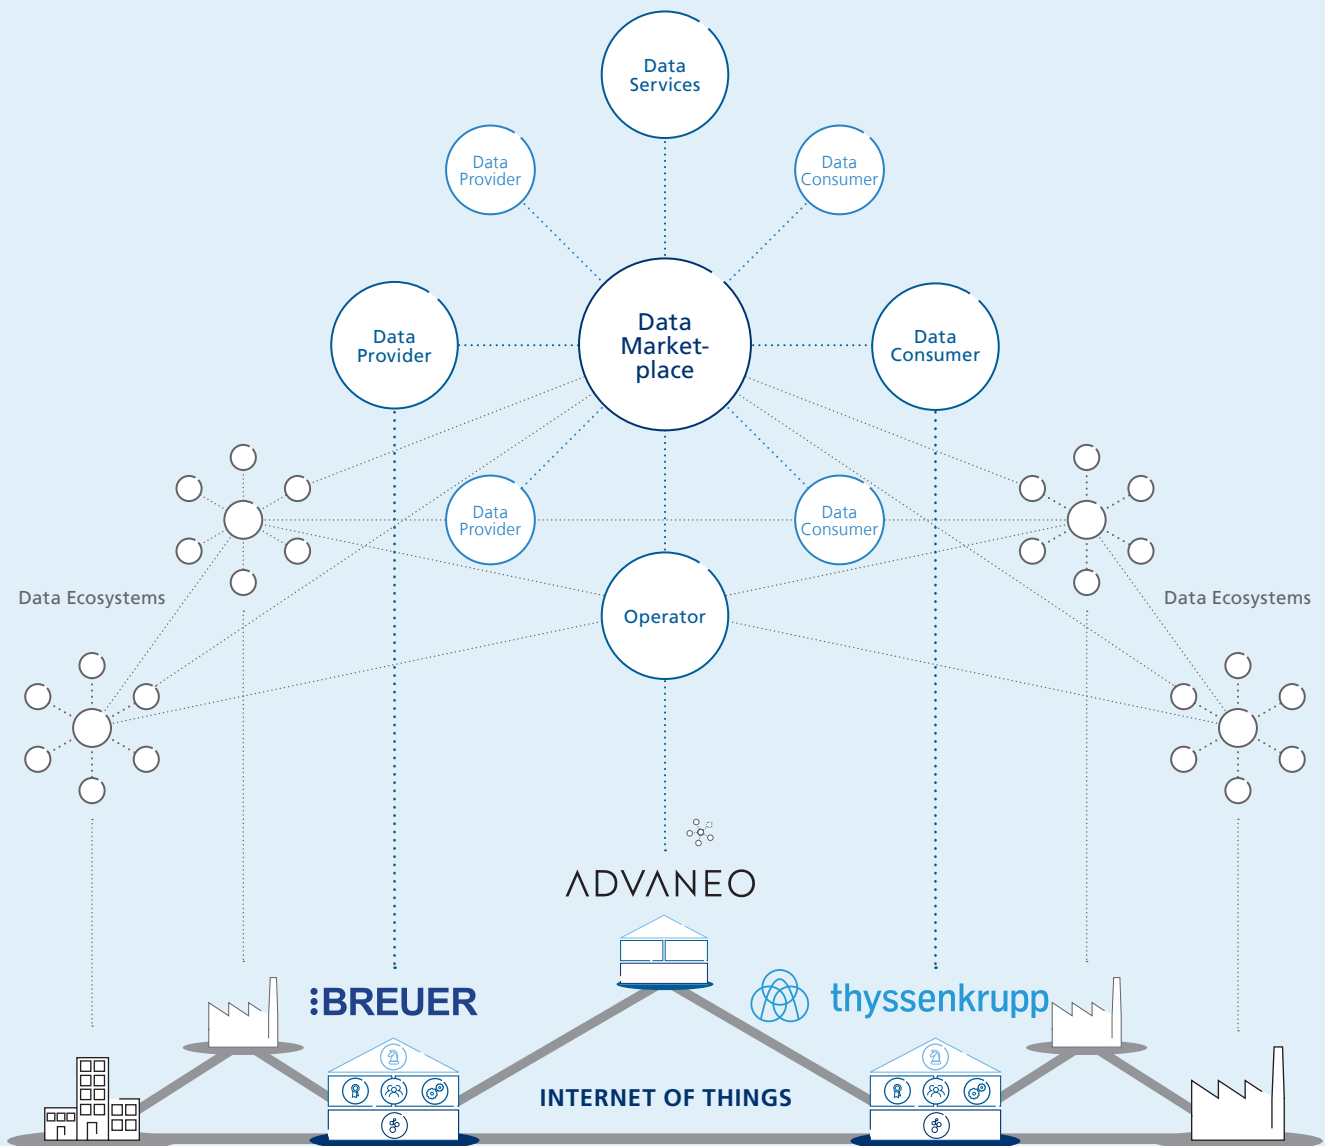 Data
Services
Data
Provider
Data
Consumer
Data
Provider
Data
Market-
place
Data
Consumer
Data
Provider
Data
Consumer
Data Ecosystems
Operator
Data Ecosystems
ADVANEO
BREUER
thyssenkrupp
INTERNET OF THINGS